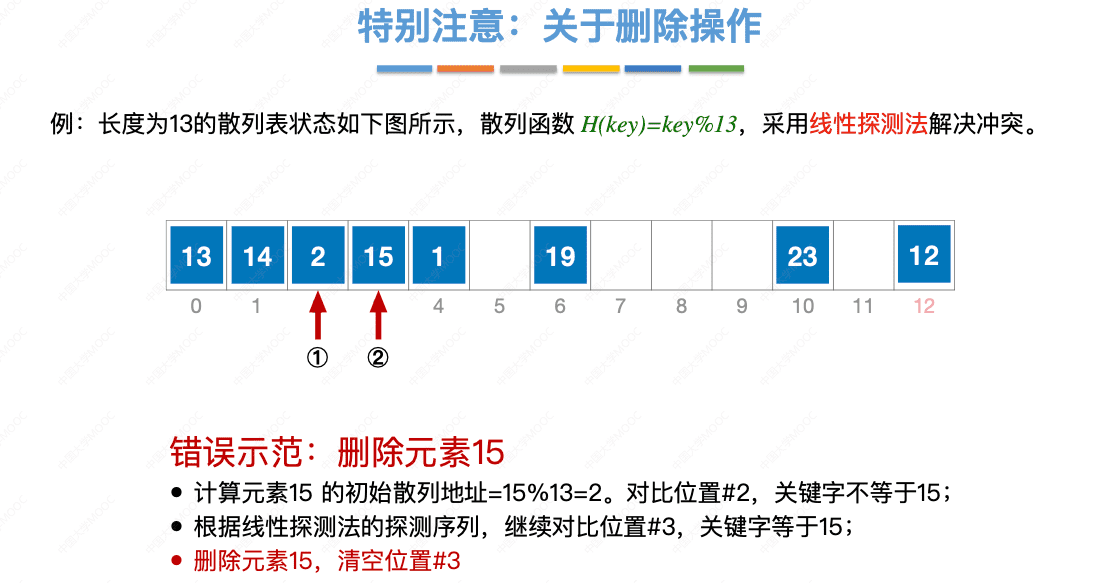 特别注意：关于删除操作
例：长度为13的散列表状态如下图所示，散列函数 H(key)=key%13，采用线性探测法解决冲突。
13 14 2 15 1 19 23 12
0 1 4 5 6 7 8 9 10 11 12
① ②
错误示范：删除元素15
• 计算元素15 的初始散列地址=15%13=2。对比位置#2，关键字不等于15；
• 根据线性探测法的探测序列，继续对比位置#3，关键字等于15；
• 删除元素15，清空位置#3